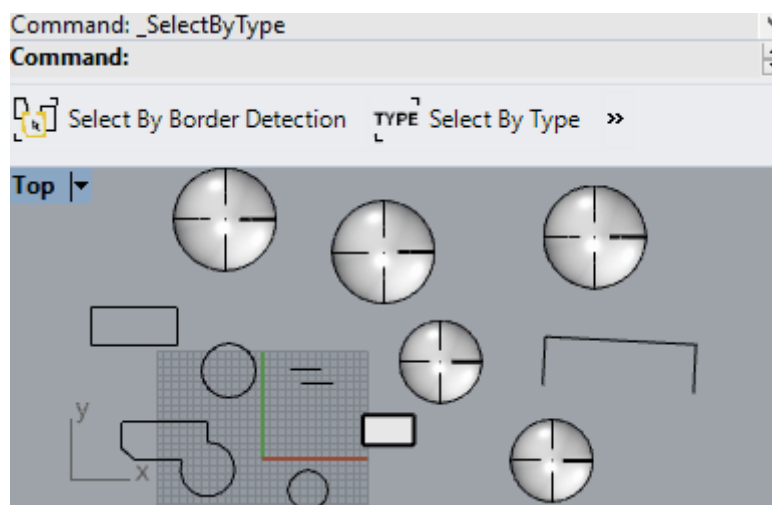 Command: _SelectByType
Command:
Select By Border Detection TYPE Select By Type »
Top
y
x